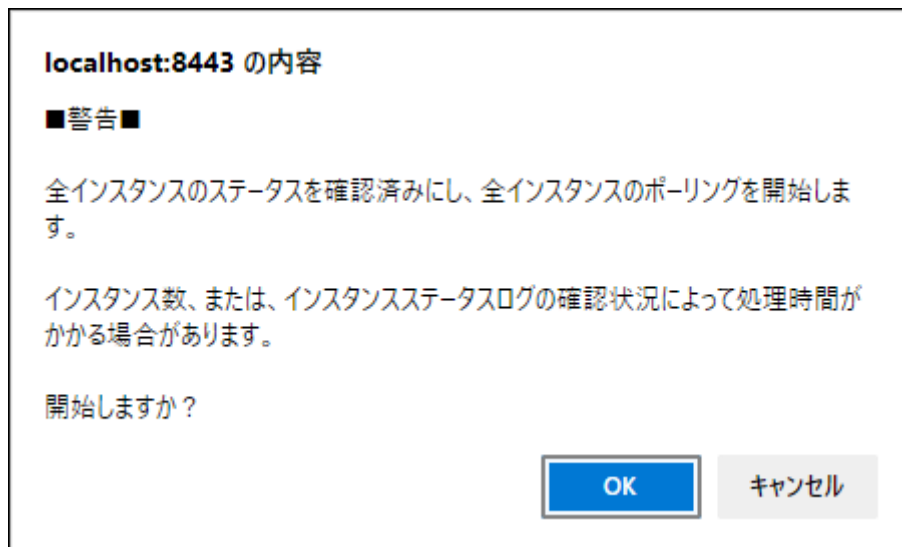 localhost:8443 の内容
■警告■
全インスタンスのステータスを確認済みにし、全インスタンスのポーリングを開始しま
す。
インスタンス数、または、インスタンスステータスログの確認状況によって処理時間が
かかる場合があります。
開始しますか？
OK
キャンセル